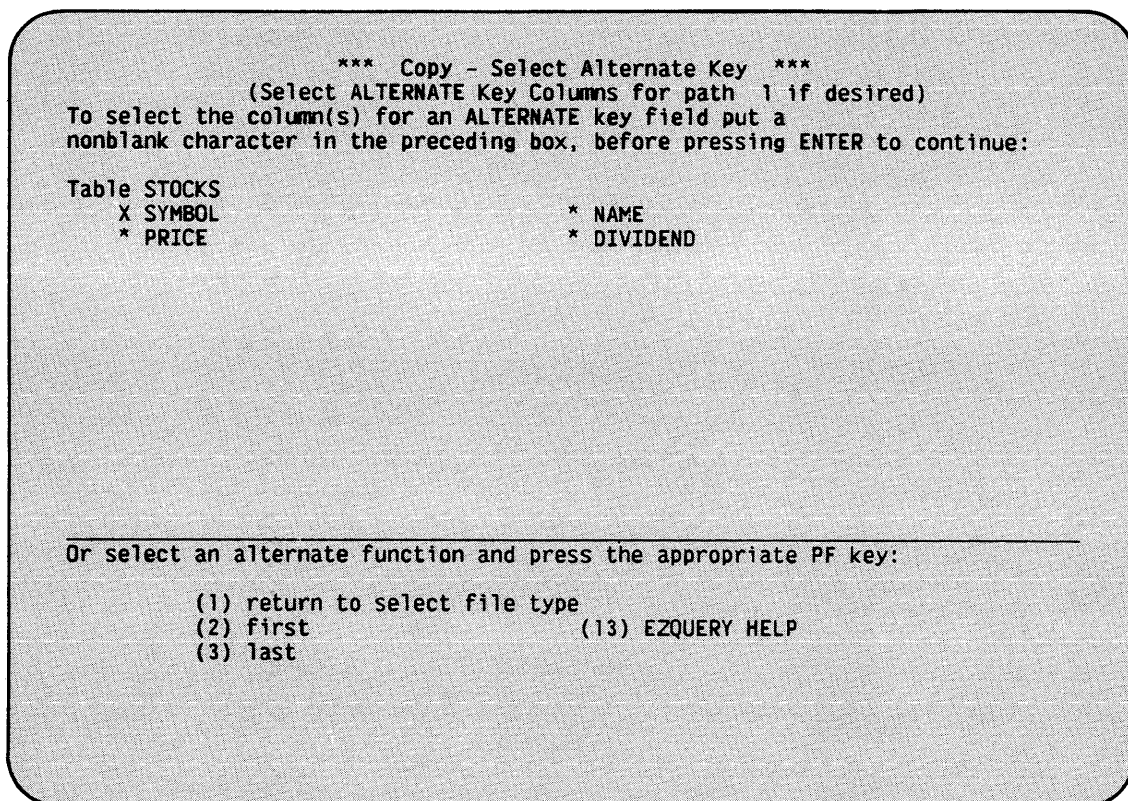 *** Copy - Select Alternate Key ***
(Select ALTERNATE Key Columns for path 1 if desired)
To select the column(s) for an ALTERNATE key field put a
nonblank character in the preceding box, before pressing ENTER to continue:
Table STOCKS
X SYMBOL * NAME
* PRICE * DIVIDEND
Or select an alternate function and press the appropriate PF key:
(1) return to select file type
(2) first (13) EZQUERY HELP
(3) last